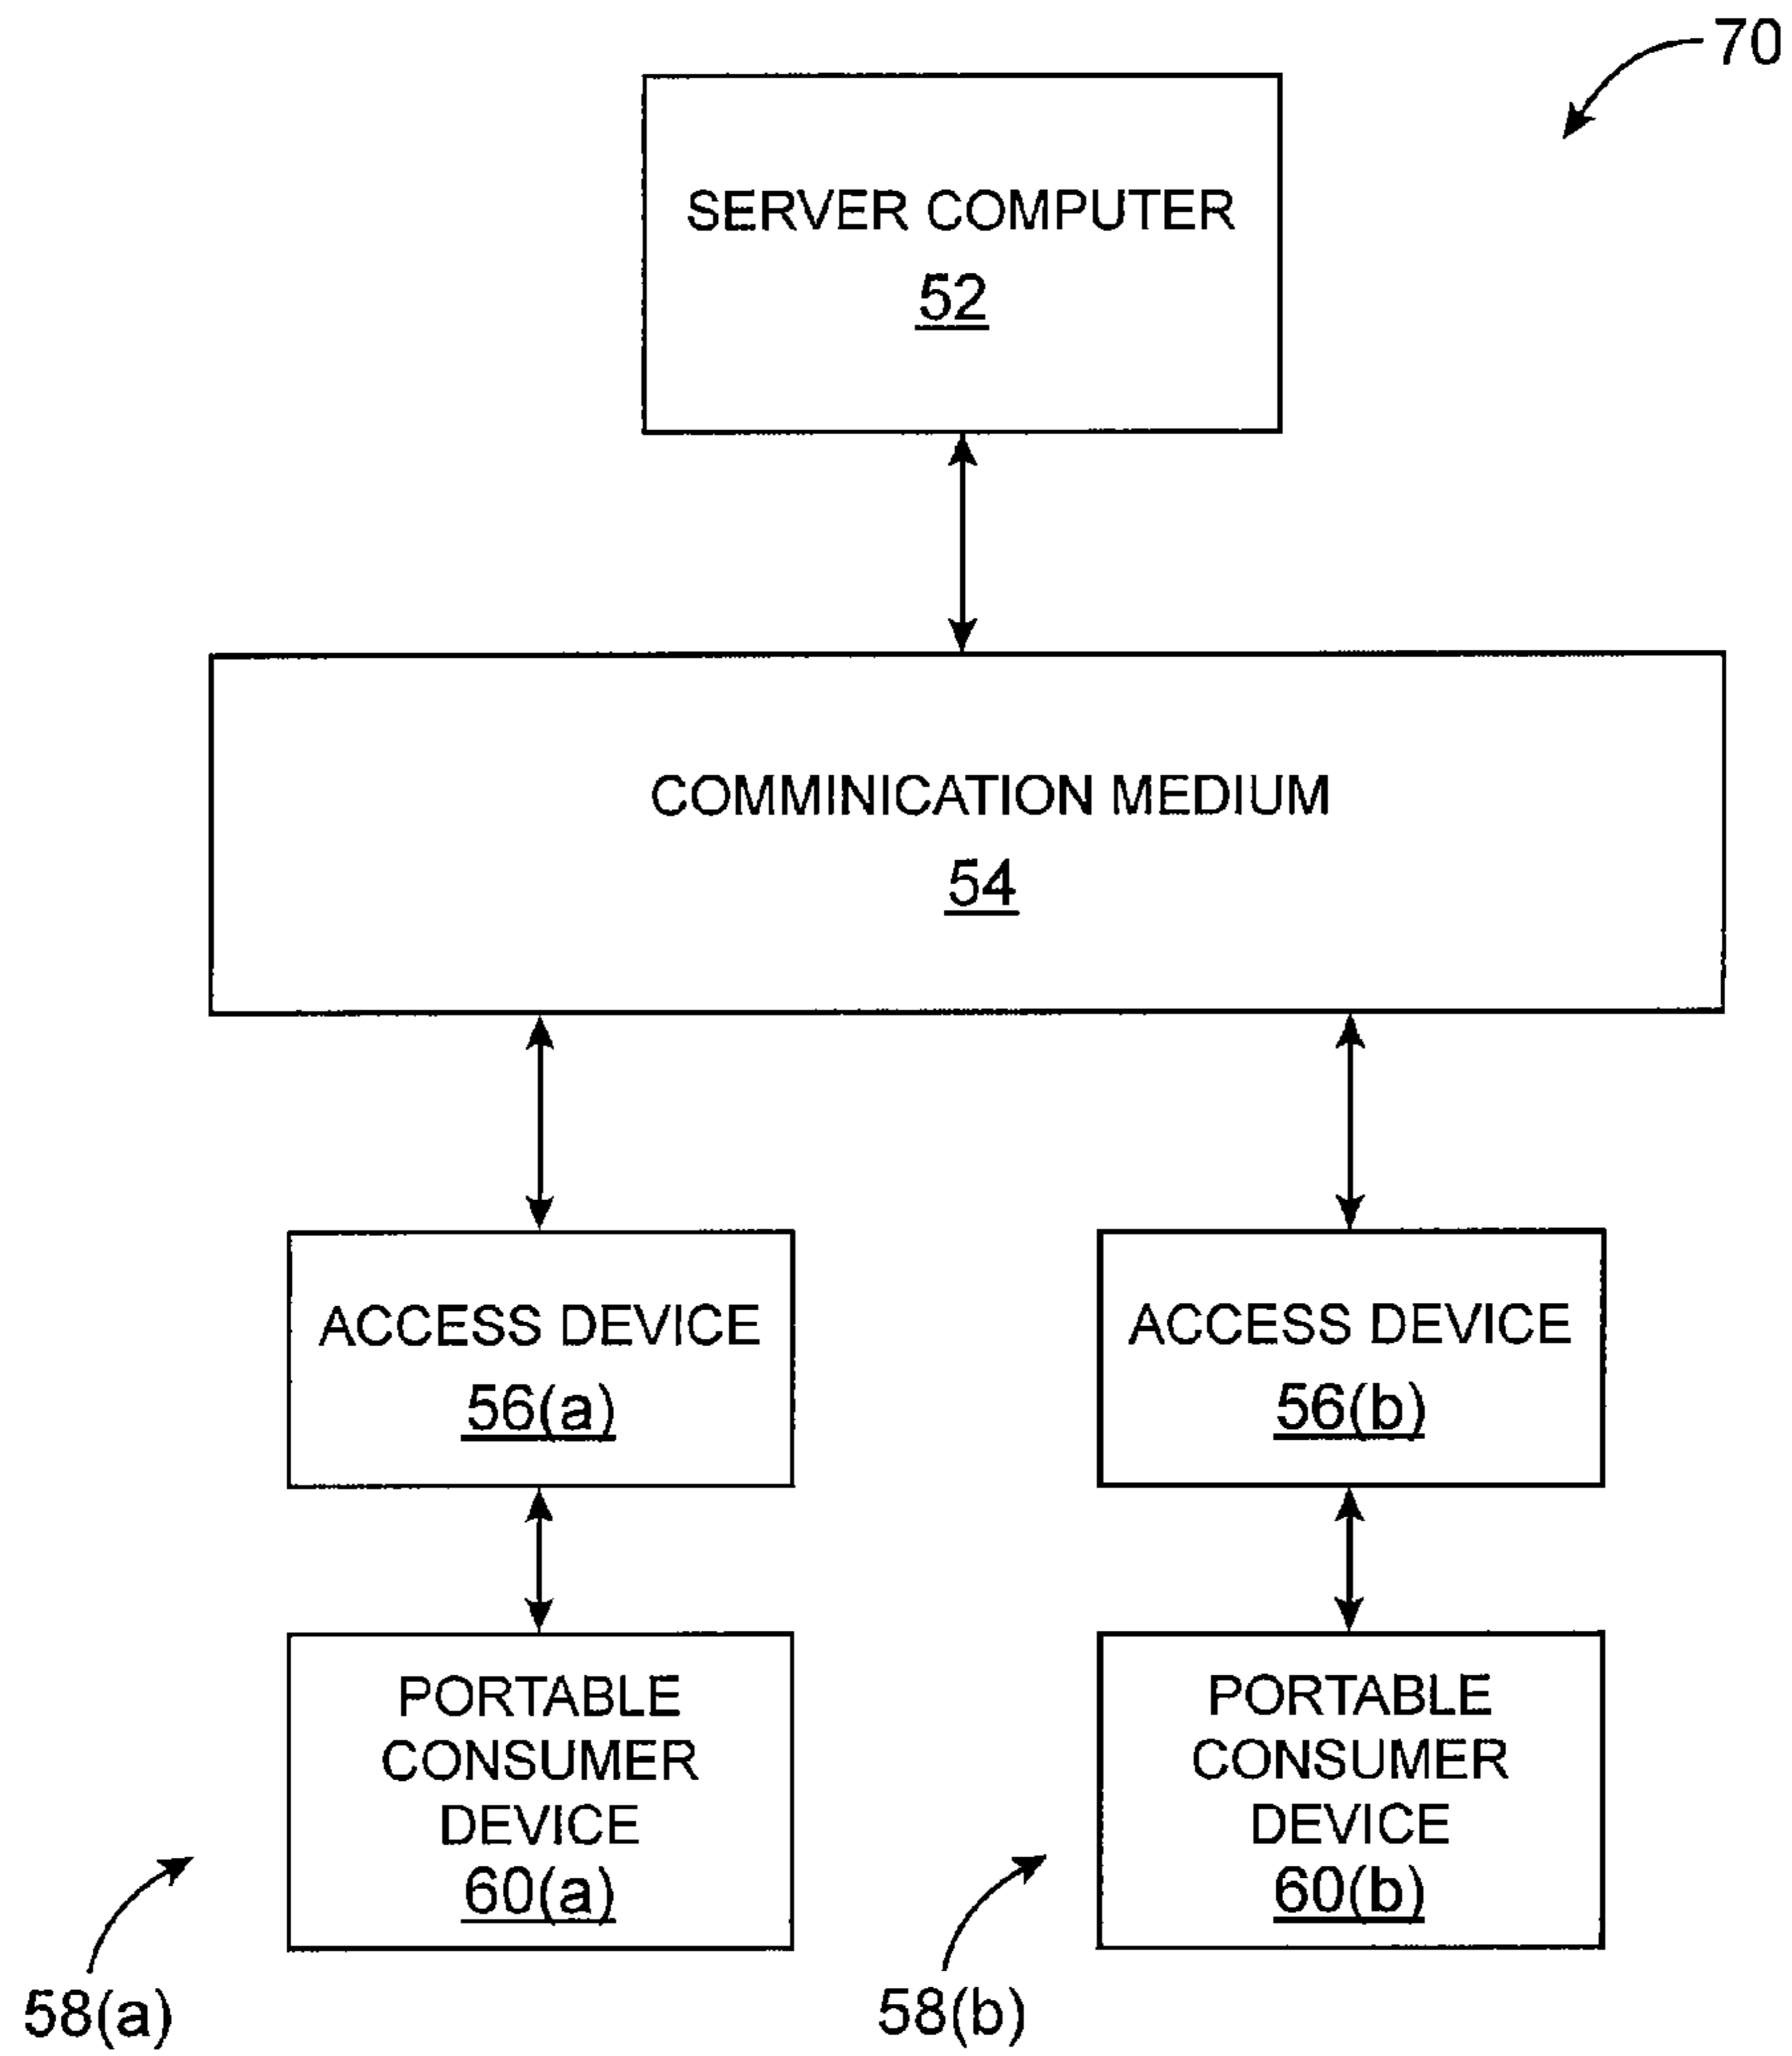 70
SERVER COMPUTER
52
COMMINICATION MEDIUM
54
ACCESS DEVICE
56(a)
ACCESS DEVICE
56(b)
PORTABLE
CONSUMER
DEVICE
60(a)
PORTABLE
CONSUMER
DEVICE
60(b)
58(a)
58(b)